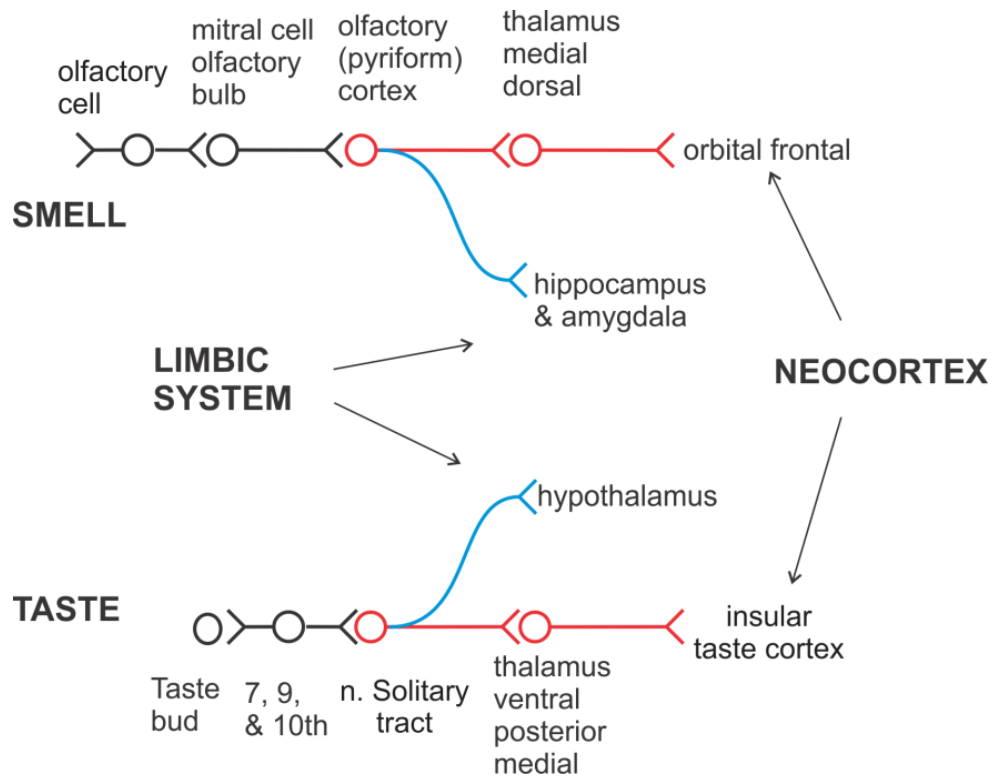 olfactory
cell
mitral cell
olfactory
bulb
olfactory
(pyriform)
cortex
thalamus
medial
dorsal
orbital frontal
SMELL
hippocampus
& amygdala
LIMBIC
SYSTEM
NEOCORTEX
hypothalamus
TASTE
insular
taste cortex
Taste
bud
7, 9,
& 10th
n. Solitary
tract
thalamus
ventral
posterior
medial